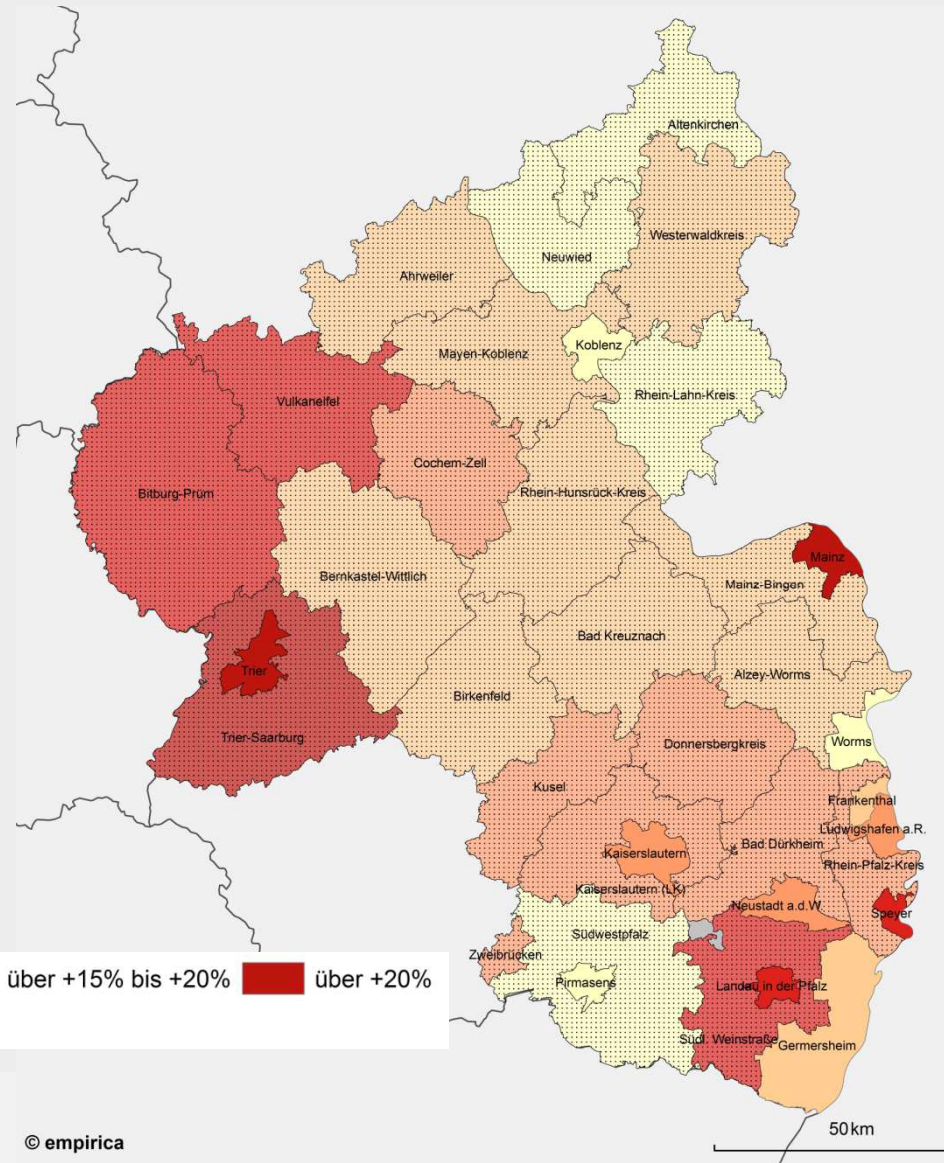 Altenkirchen
Westerwaldkreis
Neuwied
Ahrweiler
Koblenz
Mayen-Koblenz
Rhein-Lahn-Kreis
Vulkaneifel
Cochem-Zell
Bitburg-Prüm
Rhein-Hunsrück-Kreis
Mainz
Bernkastel-Wittlich
Mainz-Bingen
Bad Kreuznach
Trier
Alzey-Worms
Birkenfeld
Trier-Saarburg
Donnersbergkreis
Worms
Kusel
Frankenthal
Ludwigshafen a.R.
Bad Dürkheim
Kaiserslautern
Rhein-Pfalz-Kreis
Kaiserslautern (LK)
Neustadt a.d.W.
Speyer
Südwestpfalz
Zweibrücken
über +15% bis +20% über +20%
Pirmasens
Landau in der Pfalz
Südl. Weinstraße
Germersheim
50km
© empirica